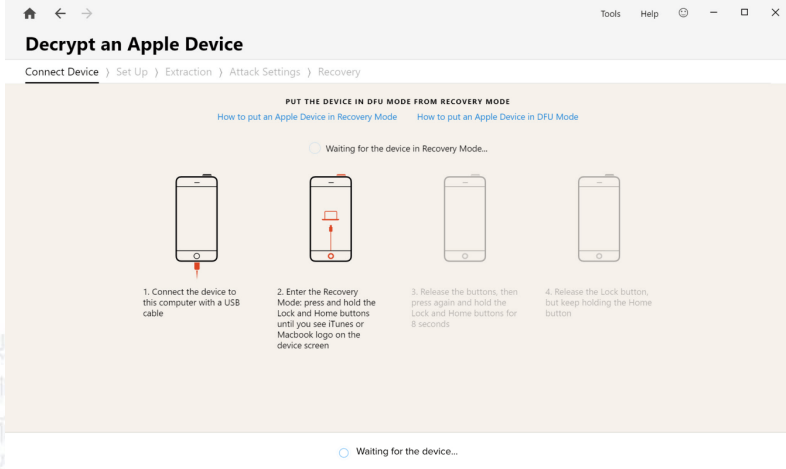 Tools Help
Decrypt an Apple Device
Connect Device ) Set Up ) Extraction ) Attack Settings ) Recovery
PUT THE DEVICE IN DFU MODE FROM RECOVERY MODE
How to put an Apple Device in Recovery Mode How to put an Apple Device in DFU Mode
Waiting for the device in Recovery Mode...
1. Connect the device to
this computer with a USB
cable
2. Enter the Recovery
Mode: press and hold the
Lock and Home buttons
until you see iTunes or
Macbook logo on the
device screen
3. Release the buttons, then
press again and hold the
Lock and Home buttons for
8 seconds
4. Release the Lock button,
but keep holding the Home
button
Waiting for the device...